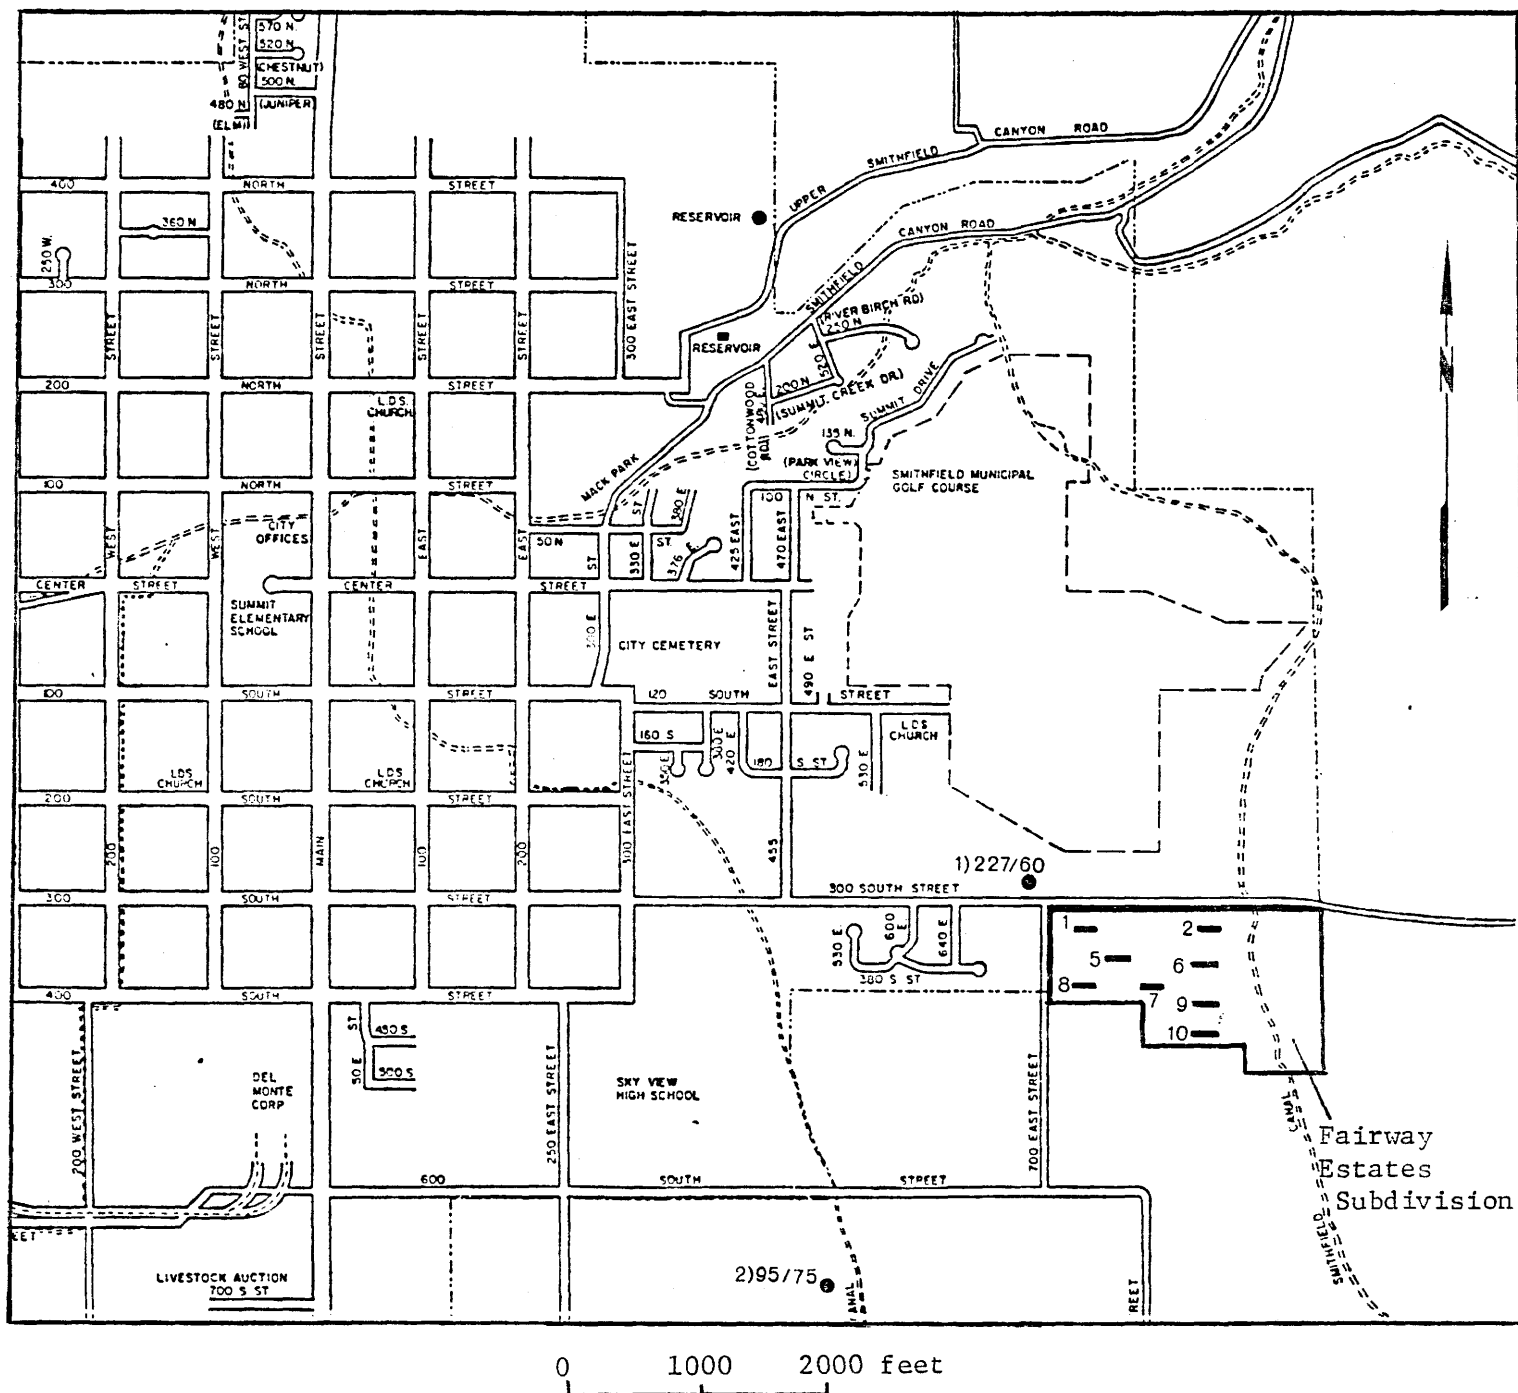 570 N.
520 N
(CHESTNUT)
500 N.
80 WEST ST
480 N
(JUNIPER)
(ELM)
CANYON ROAD
SMITHFIELD
UPPER
400 NORTH STREET
360 N
250 W.
RESERVOIR
CANYON ROAD
SMITHFIELD
300 NORTH STREET
300 EAST STREET
STREET
STREET
STREET
STREET
STREET
(RIVER BIRCH RD)
250 N
520 E
RESERVOIR
N
200 NORTH STREET
200 N
(SUMMIT CREEK DR.)
SUMMIT DRIVE
(COTTONWOOD RD)
L.D.S.
CHURCH
135 N.
(PARK VIEW)
CIRCLE)
SMITHFIELD MUNICIPAL
GOLF COURSE
MACK PARK
100 NORTH STREET
100 N ST.
380 E
ST
CITY
OFFICES
WEST
WEST
EAST
EAST
50 N ST.
ST
330 E
376 E
425 EAST
470 EAST
CENTER STREET CENTER STREET
SUMMIT
ELEMENTARY
SCHOOL
CITY CEMETERY
EAST STREET
490 E ST
100 SOUTH STREET
120 SOUTH STREET
LDS
CHURCH
160 S
420 E
180 S ST
530 E
LDS
CHURCH
LDS
CHURCH
200 SOUTH STREET
300 EAST STREET
200
100
MAIN
100
200
455
1)227/60
300 SOUTH STREET
300 SOUTH STREET
530 E
600 E
640 E
380 S ST
1
2
5
6
8
7
9
10
400 SOUTH STREET
ST
50 E
450 S
500 S
200 WEST STREET
DEL
MONTE
CORP
250 EAST STREET
SKY VIEW
HIGH SCHOOL
700 EAST STREET
CANAL
Fairway
Estates
Subdivision
600 SOUTH STREET
EET
SMITHFIELD
LIVESTOCK AUCTION
700 S ST
2)95/75
ANAL
REET
0 1000 2000 feet